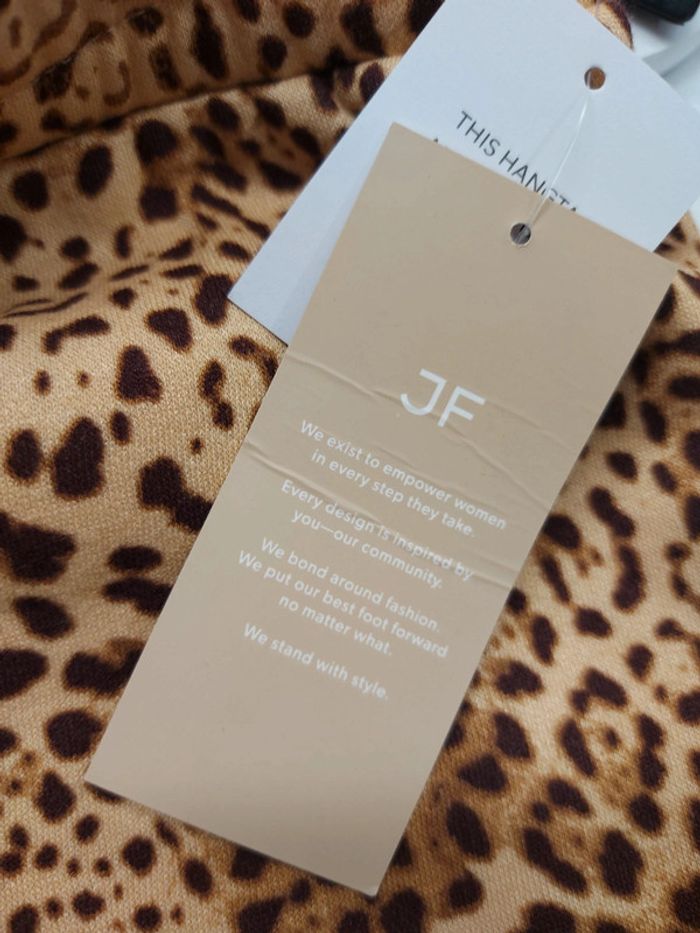 THIS HANGTA
JF
We exist to empower women
in every step they take.
Every design is inspired by
you—our community.
We bond around fashion.
We put our best foot forward
no matter what.
We stand with style.